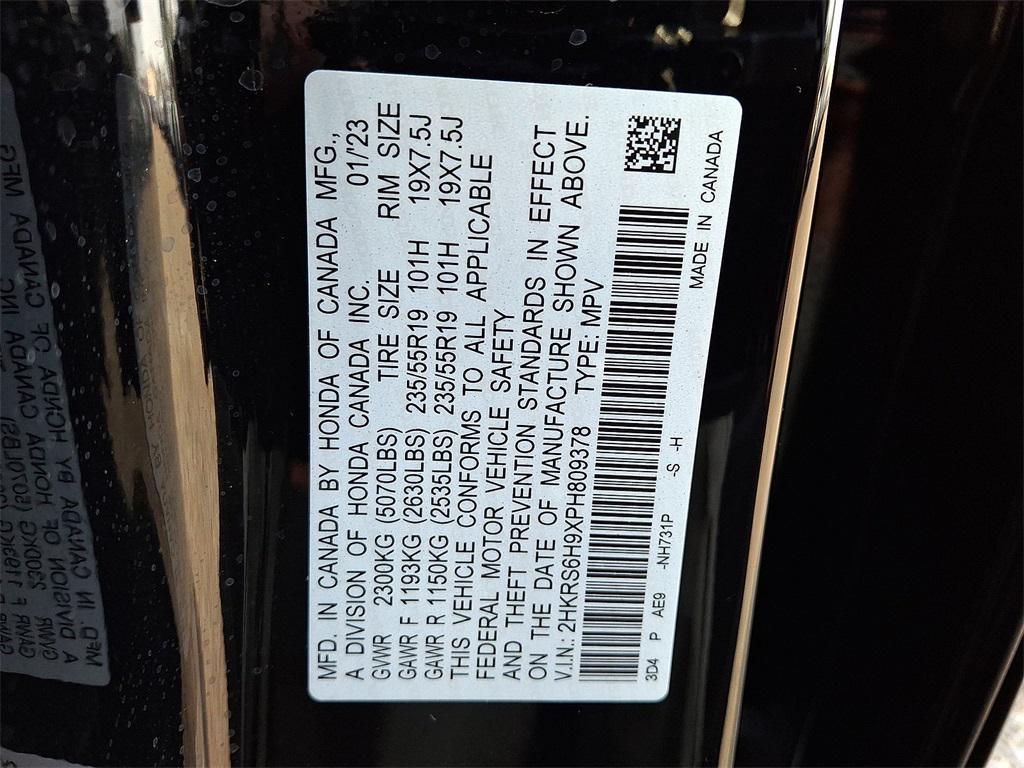 MFD. IN CANADA BY HONDA OF CANADA MFG.,
A DIVISION OF HONDA CANADA INC. 01/'23
GVWR 2300KG (5070LBS) TIRE SIZE RIM SIZE
GAWR F 1193KG (2630LBS) 235/55R19 101H 19X7.5J
GAWR R 1150KG (2535LBS) 235/55R19 101H 19X7.5J
THIS VEHICLE CONFORMS TO ALL APPLICABLE
FEDERAL MOTOR VEHICLE SAFETY
AND THEFT PREVENTION STANDARDS IN EFFECT
ON THE DATE OF MANUFACTURE SHOWN ABOVE.
V.I.N.: 2HKRS6H9XPH809378 TYPE: MPV
3D4 P AE9 -NH731P -S -H
MADE IN CANADA